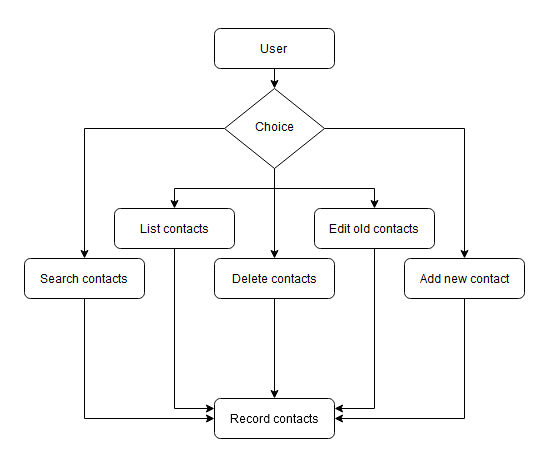 User
Choice
List contacts
Edit old contacts
Search contacts
Delete contacts
Add new contact
Record contacts